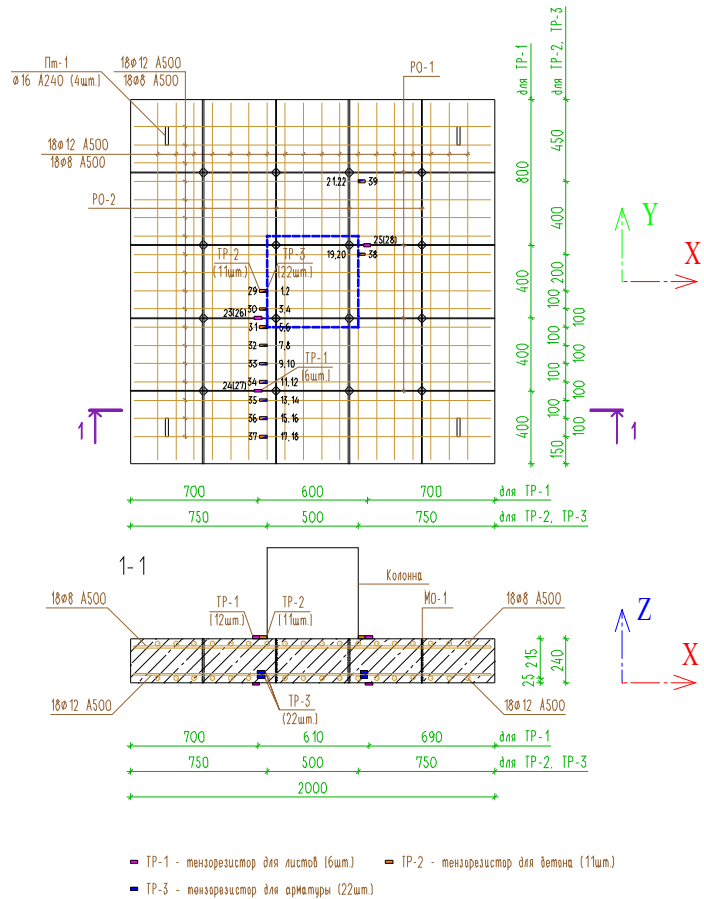 Пт-1
ø16 А240 (4шт.)
18ø12 А500
18ø8 А500
РО-1
для ТР-1
для ТР-2, ТР-3
18ø12 А500
18ø8 А500
РО-2
21,22
39
25(28)
19,20
38
ТР-2
(11шт.)
ТР-3
(22шт.)
29
1,2
30
3,4
23(26)
31
5,6
32
7,8
33
9,10
ТР-1
(6шт.)
34
11,12
24(27)
35
13,14
36
15,16
37
17,18
800
400
400
400
450
400
200
100
100
100
100
100
100
100
100
150
Y
X
1
1
700
600
700
для ТР-1
750
500
750
для ТР-2, ТР-3
1-1
Колонна
18ø8 А500
ТР-1
(12шт.)
ТР-2
(11шт.)
МО-1
18ø8 А500
18ø12 А500
ТР-3
(22шт.)
18ø12 А500
25
215
240
Z
X
700
610
690
для ТР-1
750
500
750
для ТР-2, ТР-3
2000
ТР-1 - тензорезистор для листов (6шт.)
ТР-2 - тензорезистор для бетона (11шт.)
ТР-3 - тензорезистор для арматуры (22шт.)